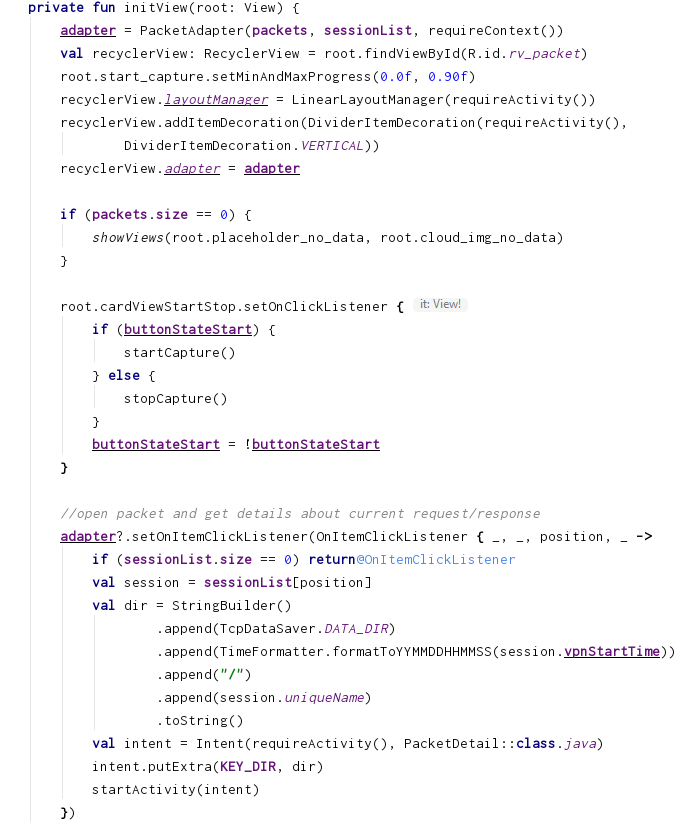 private fun initView(root: View) {
adapter = PacketAdapter(packets, sessionList, requireContext())
val recyclerView: RecyclerView = root.findViewById(R.id.rv_packet)
root.start_capture.setMinAndMaxProgress(0.0f, 0.90f)
recyclerView.layoutManager = LinearLayoutManager(requireActivity())
recyclerView.addItemDecoration(DividerItemDecoration(requireActivity(),
DividerItemDecoration.VERTICAL))
recyclerView.adapter = adapter
if (packets.size == 0) {
showViews(root.placeholder_no_data, root.cloud_img_no_data)
}
root.cardViewStartStop.setOnClickListener { it: View!
if (buttonStateStart) {
startCapture()
} else {
stopCapture()
}
buttonStateStart = !buttonStateStart
}
//open packet and get details about current request/response
adapter?.setOnItemClickListener(OnItemClickListener { _, _, position, _ ->
if (sessionList.size == 0) return@OnItemClickListener
val session = sessionList[position]
val dir = StringBuilder()
.append(TcpDataSaver.DATA_DIR)
.append(TimeFormatter.formatToYYMMDDHHMMSS(session.vpnStartTime))
.append("/")
.append(session.uniqueName)
.toString()
val intent = Intent(requireActivity(), PacketDetail::class.java)
intent.putExtra(KEY_DIR, dir)
startActivity(intent)
})